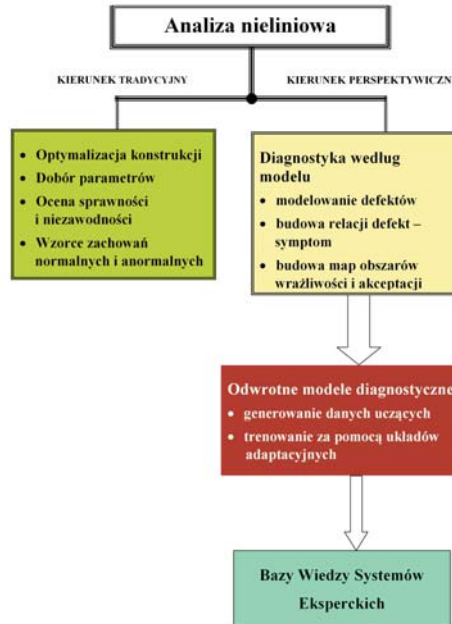 Analiza nieliniowa
KIERUNEK TRADYCYJNY
KIERUNEK PERSPEKTYWICZN
• Optymalizacja konstrukcji
• Dobór parametrów
• Ocena sprawności
i niezawodności
• Wzorce zachowań
normalnych i anormalnych
Diagnostyka według
modelu
• modelowanie defektów
• budowa relacji defekt –
symptom
• budowa map obszarów
wrażliwości i akceptacji
Odwrotne modele diagnostyczne
• generowanie danych uczących
• trenowanie za pomocą układów
adaptacyjnych
Bazy Wiedzy Systemów
Eksperckich